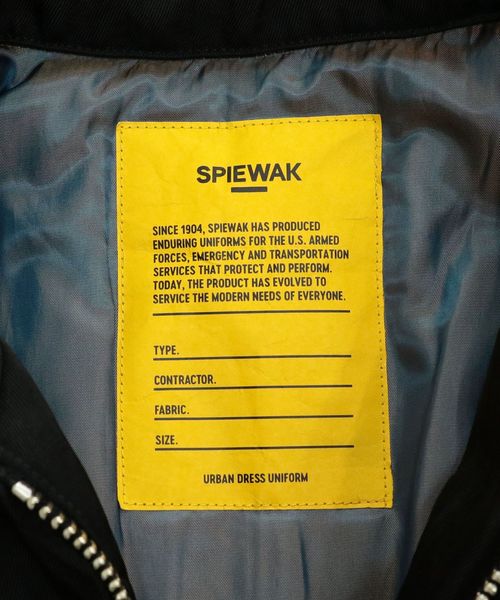 SPIEWAK
SINCE 1904, SPIEWAK HAS PRODUCED
ENDURING UNIFORMS FOR THE U.S. ARMED
FORCES, EMERGENCY AND TRANSPORTATION
SERVICES THAT PROTECT AND PERFORM.
TODAY, THE PRODUCT HAS EVOLVED TO
SERVICE THE MODERN NEEDS OF EVERYONE.
TYPE.
CONTRACTOR.
FABRIC.
SIZE.
URBAN DRESS UNIFORM